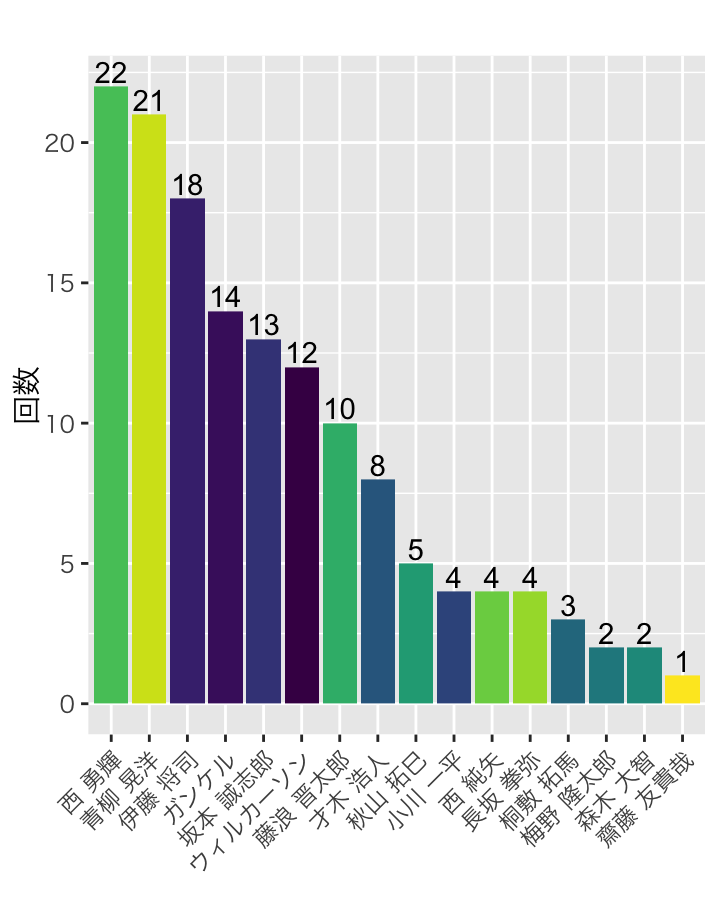 22
21
18
14
13
12
10
8
5
4
4
4
3
2
2
1
回数
20
15
10
5
0
西 勇輝
青柳 晃洋
伊藤 将司
ガンケル
坂本 誠志郎
ウィルカーソン
藤浪 晋太郎
才木 浩人
秋山 拓巳
小川 一平
西 純矢
長坂 拳弥
桐敷 拓馬
梅野 隆太郎
森木 大智
齋藤 友貴哉